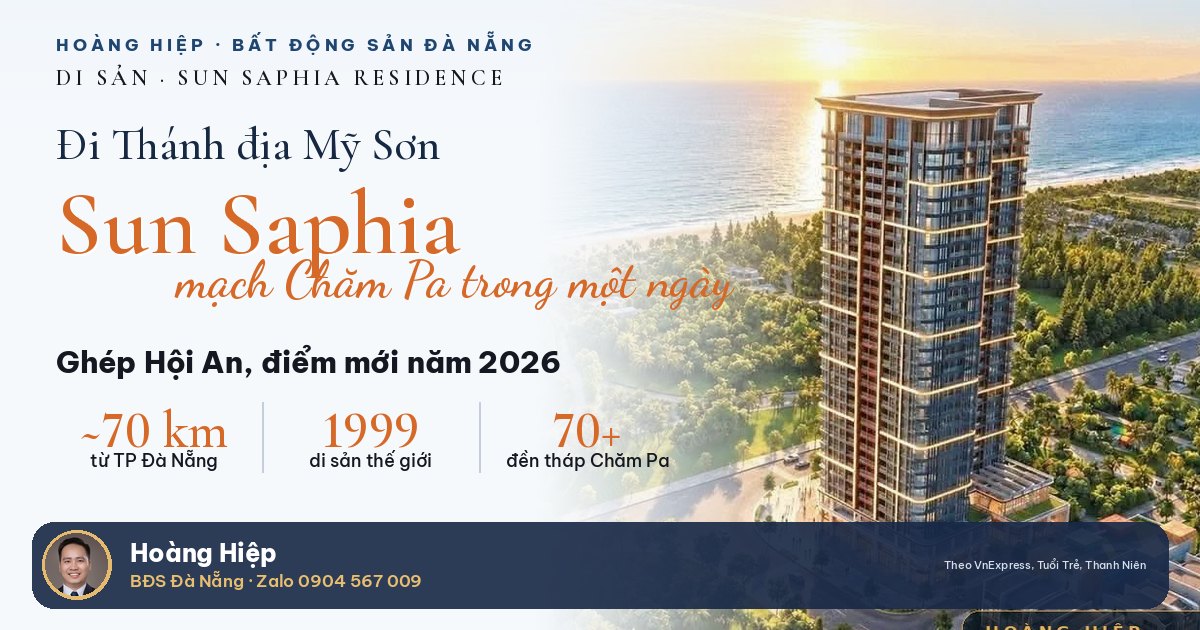 HOÀNG HIỆP · BẤT ĐỘNG SẢN ĐÀ NẴNG
DI SẢN · SUN SAPHIA RESIDENCE
Đi Thánh địa Mỹ Sơn
Sun Saphia
mạch Chăm Pa trong một ngày
Ghép Hội An, điểm mới năm 2026
~70 km
từ TP Đà Nẵng
1999
di sản thế giới
70+
đền tháp Chăm Pa
Hoàng Hiệp
BĐS Đà Nẵng · Zalo 0904 567 009
Theo VnExpress, Tuổi Trẻ, Thanh Niên
HOÀNG HIỆP